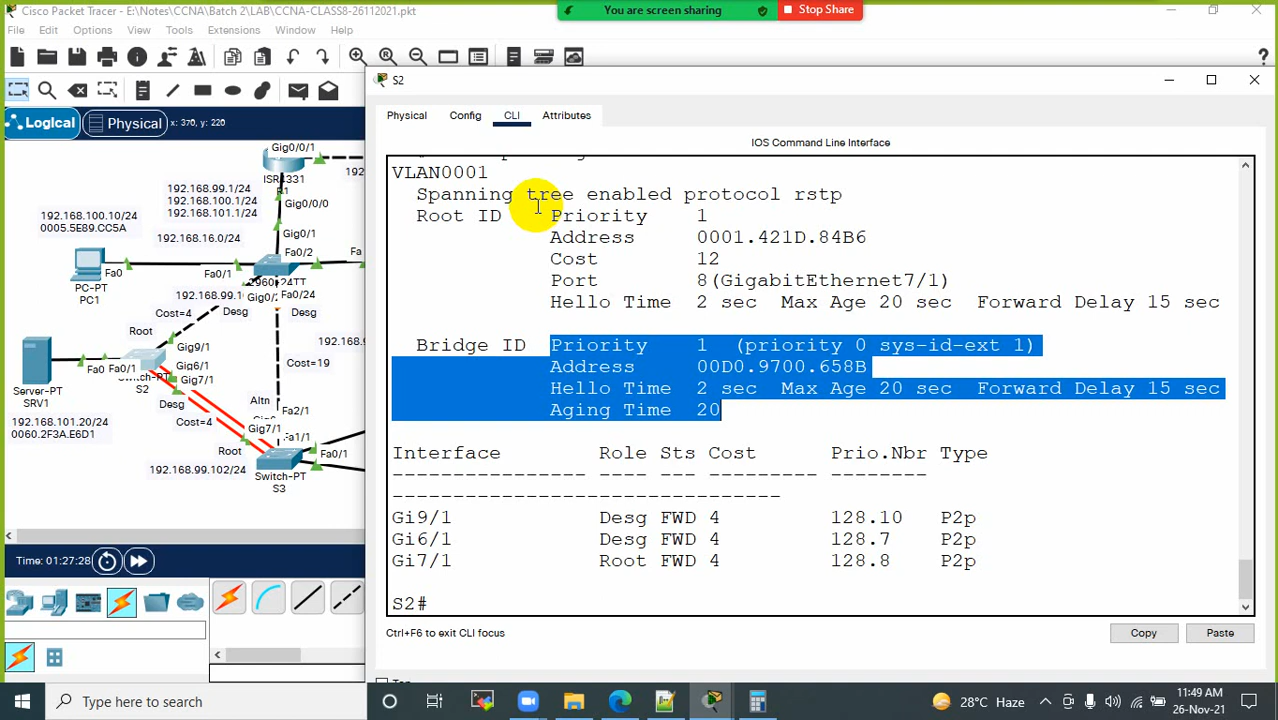 Cisco Packet Tracer - E:\Notes\CCNA\Batch 2\LAB\CCNA-CLASS8-26112021.pkt
You are screen sharing
Stop Share
File Edit Options View Tools Extensions Window Help
Logical
Physical
x: 370, y: 220
S2
Physical Config CLI Attributes
IOS Command Line Interface
VLAN0001
Spanning tree enabled protocol rstp
Root ID Priority 1
Address 0001.421D.84B6
Cost 12
Port 8(GigabitEthernet7/1)
Hello Time 2 sec Max Age 20 sec Forward Delay 15 sec
Bridge ID Priority 1 (priority 0 sys-id-ext 1)
Address 00D0.9700.658B
Hello Time 2 sec Max Age 20 sec Forward Delay 15 sec
Aging Time 20
Interface Role Sts Cost Prio.Nbr Type
---------------- ---- --- --------- --------
--------------------------------
Gi9/1 Desg FWD 4 128.10 P2p
Gi6/1 Desg FWD 4 128.7 P2p
Gi7/1 Root FWD 4 128.8 P2p
S2#
Ctrl+F6 to exit CLI focus
Copy
Paste
Gig0/0/1
ISR4331
192.168.99.1/24
192.168.100.1/24
192.168.101.1/24
Gig0/0/0
192.168.100.10/24
0005.5E89.CC5A
192.168.16.0/24
Fa0/2
Fa0
Fa0/1
PC-PT
PC1
Fa0/24
Desg
Cost=4
Desg
Root
Gig9/1
Gig6/1
Gig7/1
Cost=19
Fa0
Fa0/1
Switch-PT
S2
Server-PT
SRV1
Desg
Altn
Cost=4
Fa2/1
192.168.101.20/24
0060.2F3A.E6D1
Gig7/1
Fa1/1
Root
Fa0/1
192.168.99.102/24
Switch-PT
S3
Time: 01:27:28
Type here to search
28°C Haze
11:49 AM
26-Nov-21